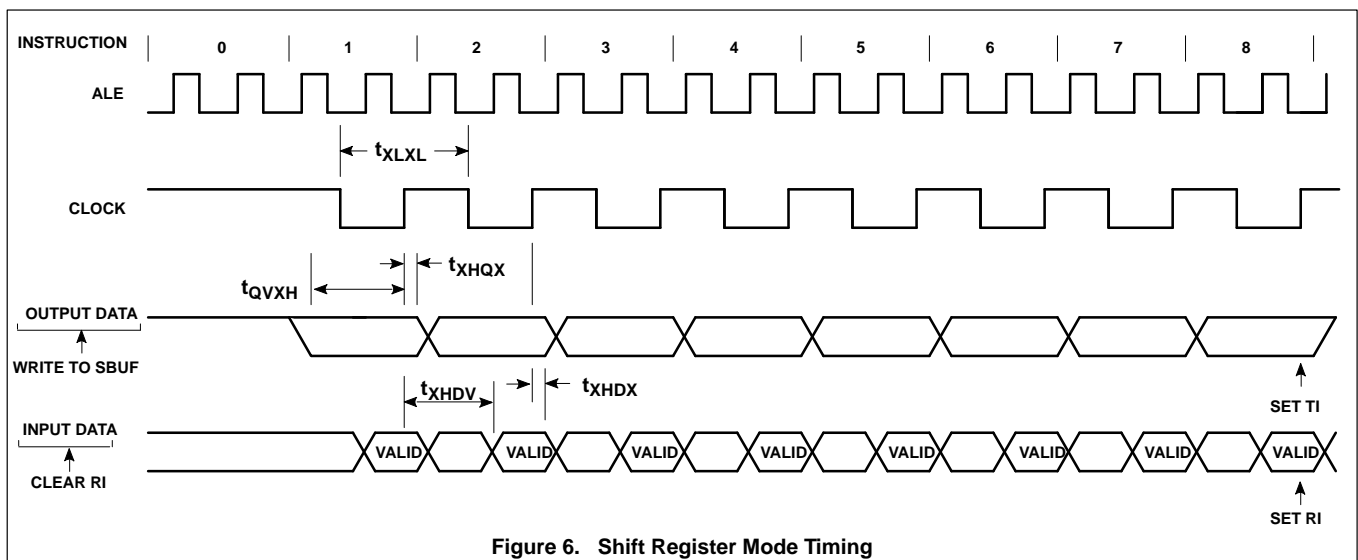 INSTRUCTION 0 1 2 3 4 5 6 7 8
ALE
tXLXL
CLOCK
tXHQX
tQVXH
OUTPUT DATA
WRITE TO SBUF
tXHDV
tXHDX
SET TI
INPUT DATA
VALID VALID VALID VALID VALID VALID VALID VALID
CLEAR RI
SET RI
Figure 6. Shift Register Mode Timing